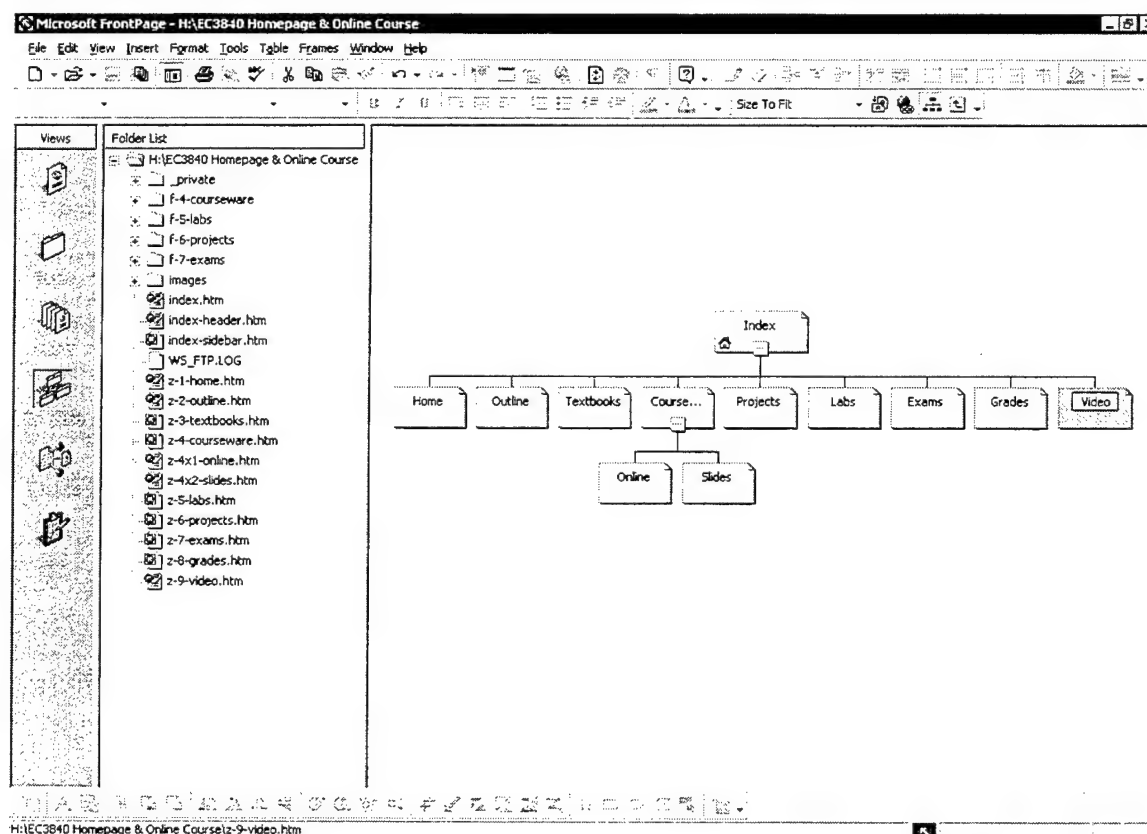 Microsoft FrontPage - H:\EC3840 Homepage & Online Course
File Edit View Insert Format Tools Table Frames Window Help
Size To Fit
Views
Folder List
H:\EC3840 Homepage & Online Course
_private
f-4-courseware
f-5-labs
f-6-projects
f-7-exams
images
index.htm
index-header.htm
index-sidebar.htm
WS_FTP.LOG
z-1-home.htm
z-2-outline.htm
z-3-textbooks.htm
z-4-courseware.htm
z-4x1-online.htm
z-4x2-slides.htm
z-5-labs.htm
z-6-projects.htm
z-7-exams.htm
z-8-grades.htm
z-9-video.htm
Index
Home Outline Textbooks Course... Projects Labs Exams Grades Video
Online Slides
H:\EC3840 Homepage & Online Course\z-9-video.htm